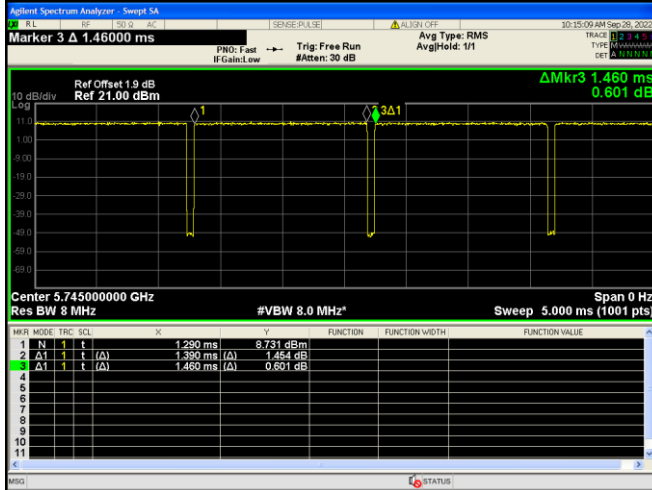 Agilent Spectrum Analyzer - Swept SA
RL RF 50 Ω AC SENSE:PULSE ALIGN OFF 10:15:09 AM Sep 28, 2022
Marker 3 Δ 1.46000 ms
PNO: Fast Trig: Free Run Avg Type: RMS TRACE 1 2 3 4 5
IFGain:Low #Atten: 30 dB Avg|Hold: 1/1 TYPE M
DET A N N N N
ΔMkr3 1.460 ms
0.601 dB
Ref Offset 1.9 dB
10 dB/div Ref 21.00 dBm
Log
1 2 3Δ1
11.0
1.00
-9.00
-19.0
-29.0
-39.0
-49.0
-59.0
-69.0
Center 5.745000000 GHz Span 0 Hz
Res BW 8 MHz #VBW 8.0 MHz* Sweep 5.000 ms (1001 pts)
MKR MODE TRC SCL X Y FUNCTION FUNCTION WIDTH FUNCTION VALUE
1 N 1 t 1.290 ms 8.731 dBm
2 Δ1 1 t (Δ) 1.390 ms (Δ) 1.454 dB
3 Δ1 1 t (Δ) 1.460 ms (Δ) 0.601 dB
4
5
6
7
8
9
10
11
MSG STATUS